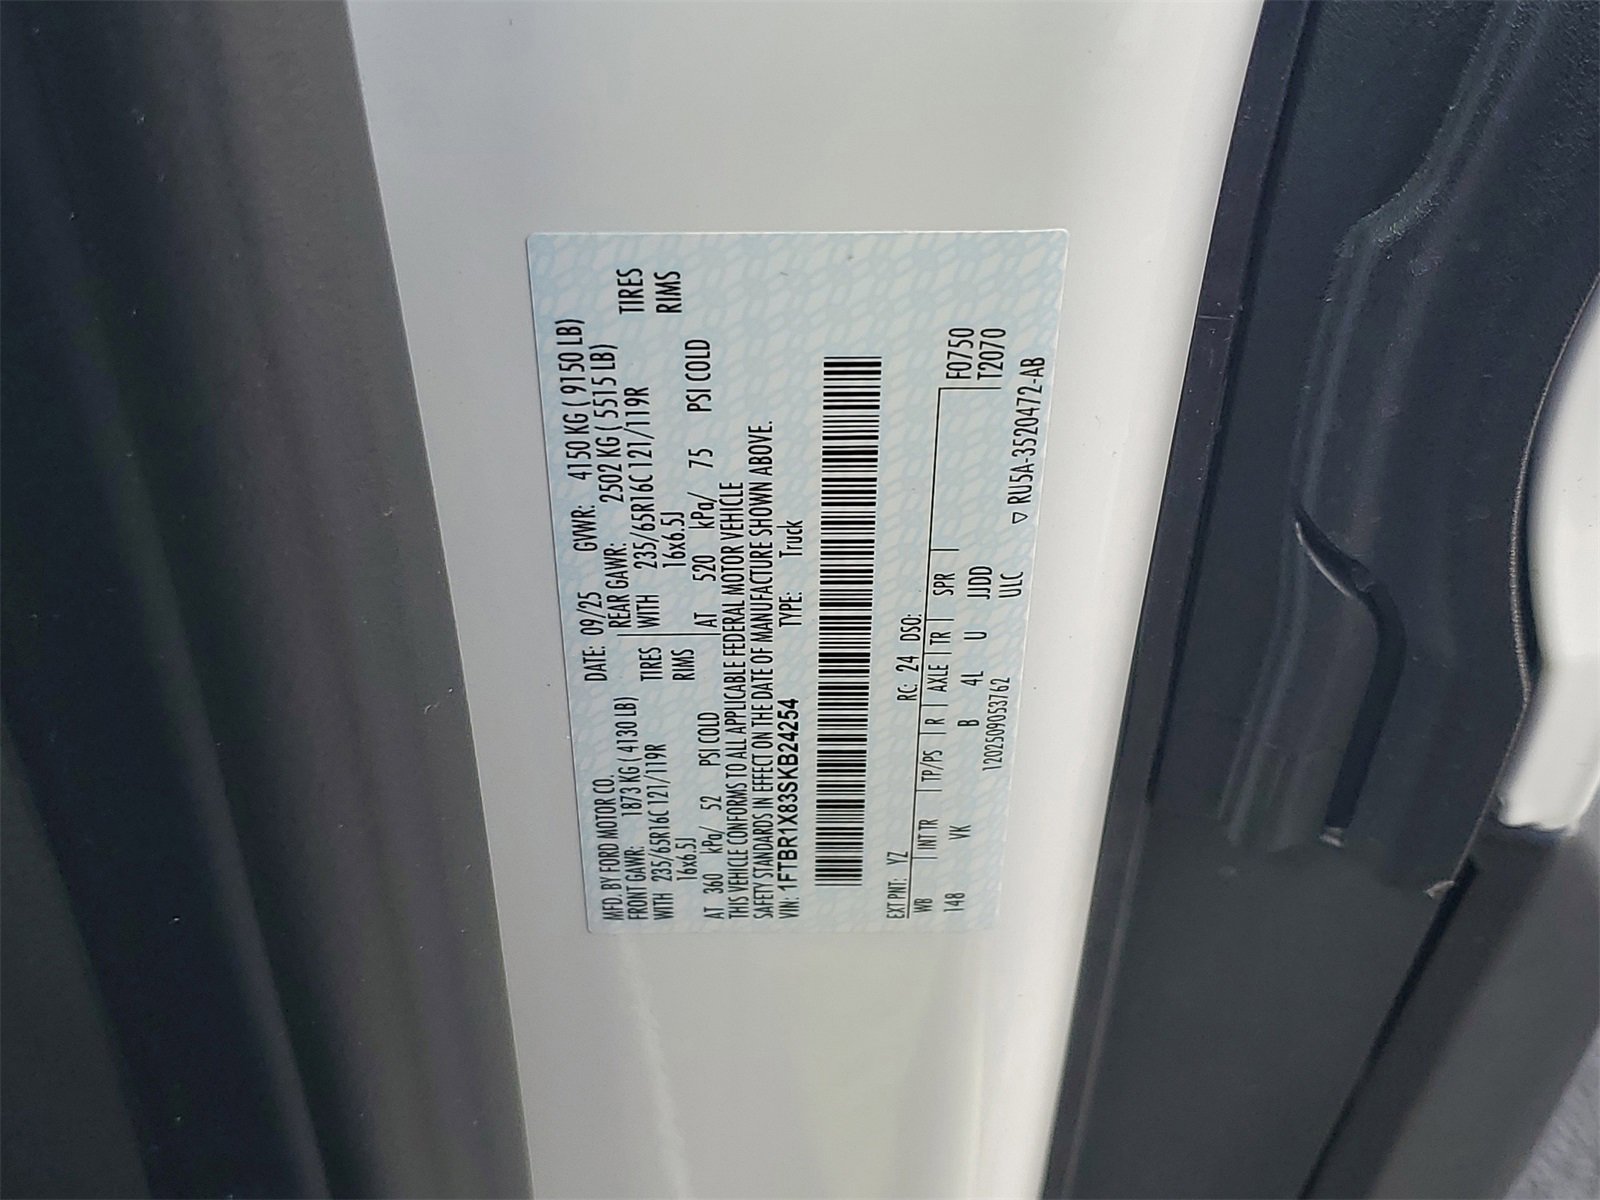 MFD. BY FORD MOTOR CO. DATE: 09/25 GVWR: 4150 KG ( 9150 LB)
FRONT GAWR: 1873 KG ( 4130 LB) REAR GAWR: 2502 KG ( 5515 LB)
WITH 235/65R16C 121/119R TIRES WITH 235/65R16C 121/119R TIRES
16x6.5J RIMS 16x6.5J RIMS
AT 360 kPa/ 52 PSI COLD AT 520 kPa/ 75 PSI COLD
THIS VEHICLE CONFORMS TO ALL APPLICABLE FEDERAL MOTOR VEHICLE
SAFETY STANDARDS IN EFFECT ON THE DATE OF MANUFACTURE SHOWN ABOVE.
VIN: 1FTBR1X83SKB24254 TYPE: Truck
EXT PNT: YZ RC: 24 DSO:
WB INT TR TP/PS R AXLE TR SPR F0750
148 VK B 4L U JJDD T2070
120250905376​2 ULC
▽ RU5A-3520472-AB